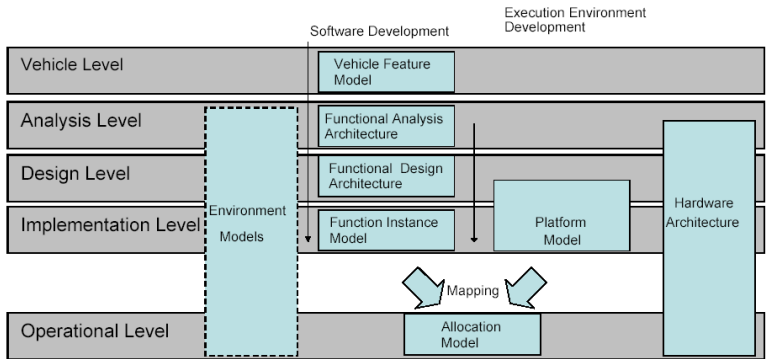 Software Development
Execution Environment
Development
Vehicle Level
Vehicle Feature
Model
Analysis Level
Functional Analysis
Architecture
Design Level
Functional Design
Architecture
Implementation Level
Environment
Models
Function Instance
Model
Platform
Model
Hardware
Architecture
Mapping
Operational Level
Allocation
Model